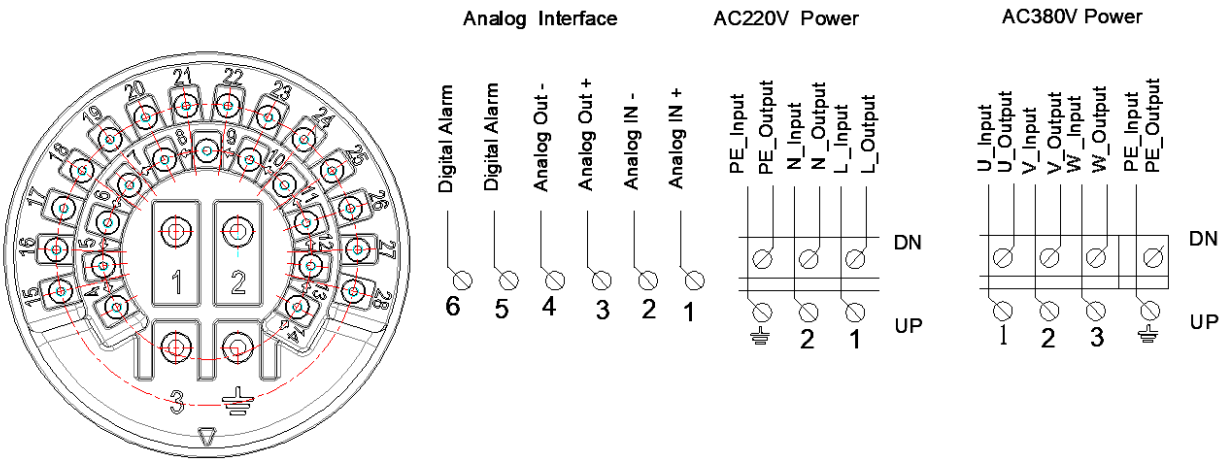 Analog Interface
AC220V Power
AC380V Power
15
16
17
18
19
20
21
22
23
24
25
26
27
28
4
5
6
7
8
9
10
11
12
13
14
1
2
3
Digital Alarm
Digital Alarm
Analog Out -
Analog Out +
Analog IN -
Analog IN +
6
5
4
3
2
1
PE_Input
PE_Output
N_Input
N_Output
L_Input
L_Output
DN
UP
2
1
U_Input
U_Output
V_Input
V_Output
W_Input
W_Output
PE_Input
PE_Output
DN
UP
1
2
3